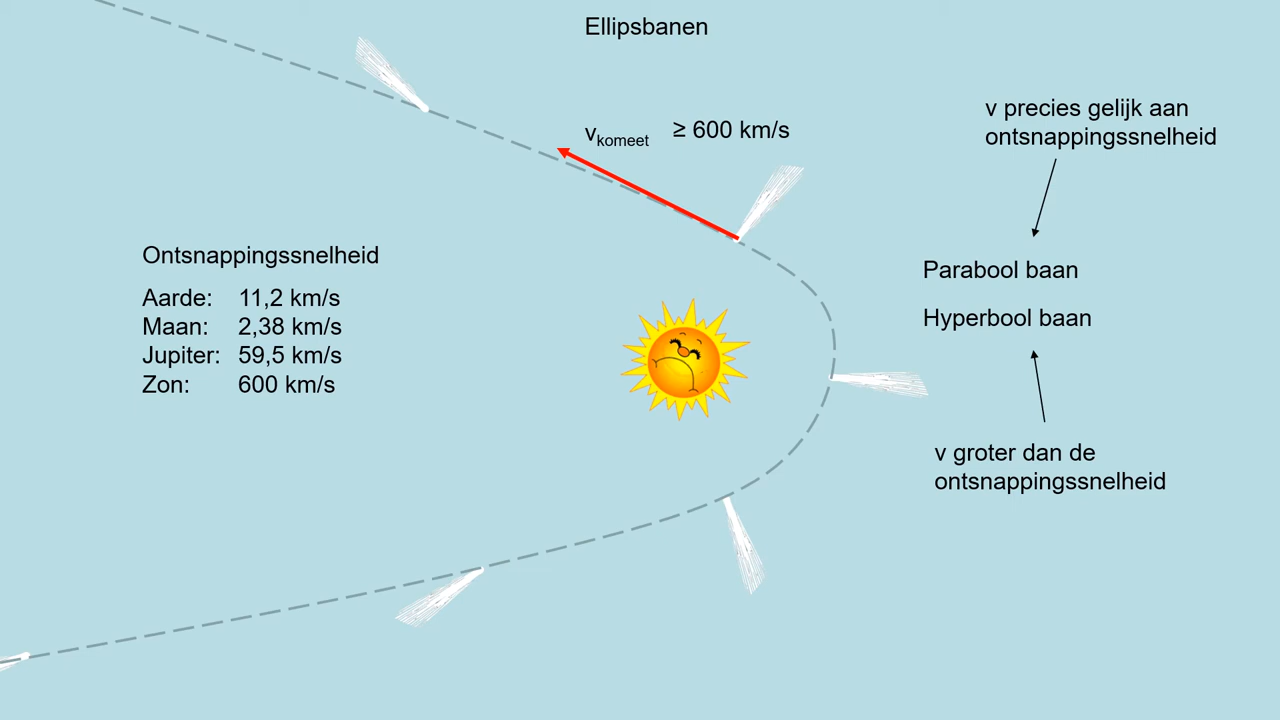 Ellipsbanen
v precies gelijk aan
ontsnappingssnelheid
vkomeet ≥ 600 km/s
Ontsnappingssnelheid
Aarde: 11,2 km/s
Maan: 2,38 km/s
Jupiter: 59,5 km/s
Zon: 600 km/s
Parabool baan
Hyperbool baan
v groter dan de
ontsnappingssnelheid